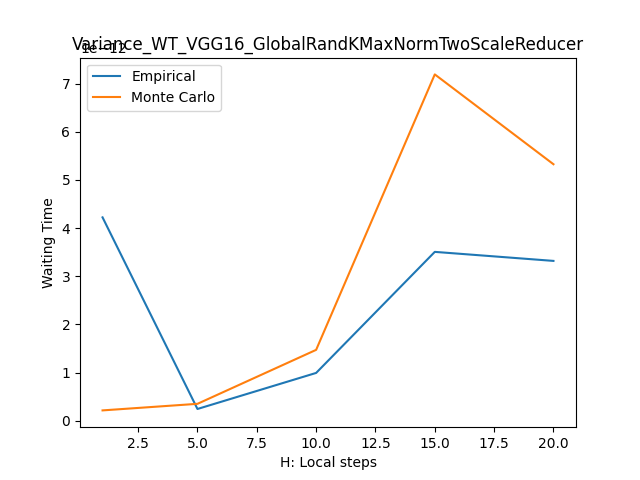 Variance_WT_VGG16_GlobalRandKMaxNormTwoScaleReducer
1e−12
Empirical
Monte Carlo
7
6
5
4
3
2
1
0
Waiting Time
2.5 5.0 7.5 10.0 12.5 15.0 17.5 20.0
H: Local steps